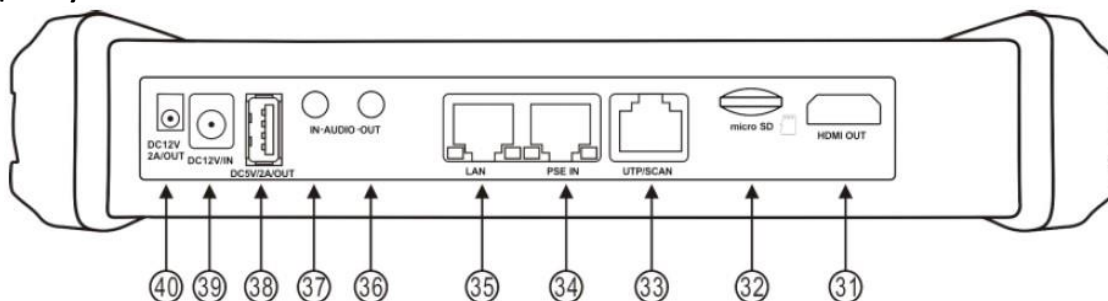 DC12V
2A/OUT
DC12V/IN
DC5V/2A/OUT
IN-AUDIO-OUT
LAN
PSE IN
UTP/SCAN
micro SD
HDMI OUT
40 39 38 37 36 35 34 33 32 31